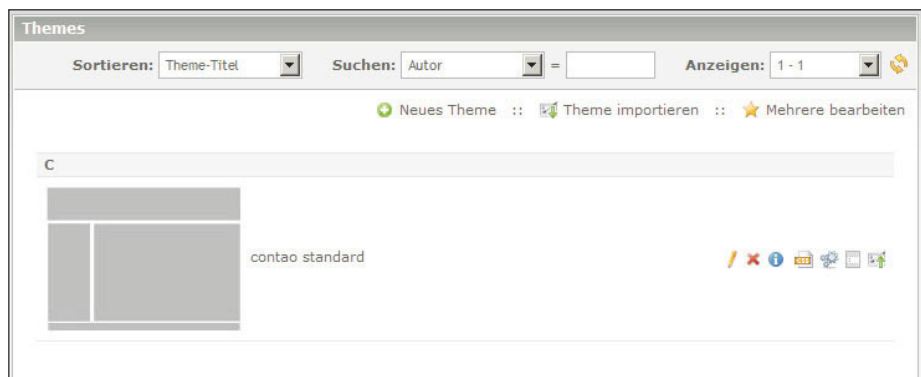 Themes
Sortieren: Theme-Titel Suchen: Autor = Anzeigen: 1 - 1
Neues Theme :: Theme importieren :: Mehrere bearbeiten
C
contao standard